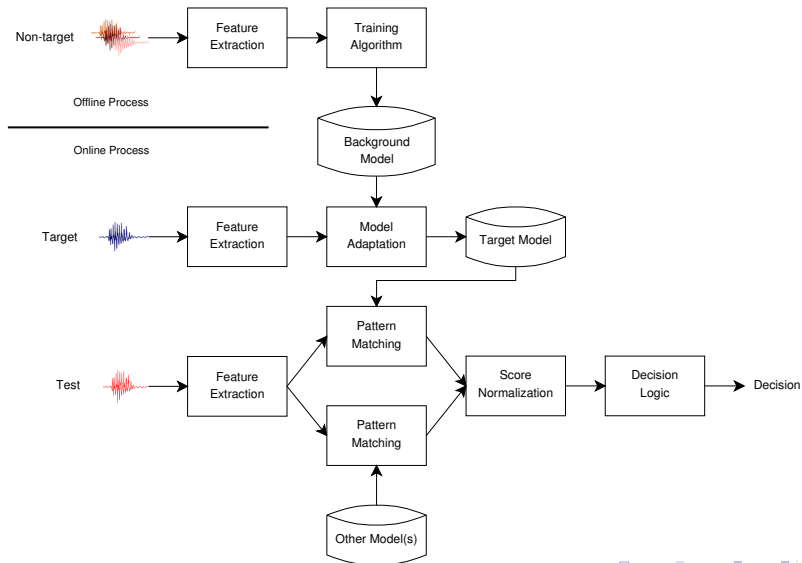 Non-target
Feature
Extraction
Training
Algorithm
Offline Process
Online Process
Background
Model
Target
Feature
Extraction
Model
Adaptation
Target Model
Pattern
Matching
Test
Feature
Extraction
Score
Normalization
Decision
Logic
Decision
Pattern
Matching
Other Model(s)